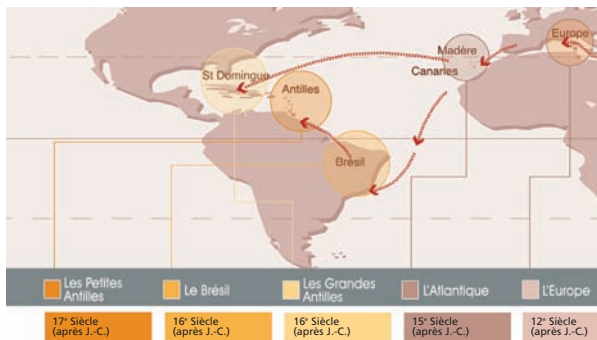 Madère
Europe
Canaries
St Domingue
Antilles
Brésil
Les Petites
Antilles
Le Brésil
Les Grandes
Antilles
L'Atlantique
L'Europe
17e Siècle
(après J.-C.)
16e Siècle
(après J.-C.)
16e Siècle
(après J.-C.)
15e Siècle
(après J.-C.)
12e Siècle
(après J.-C.)